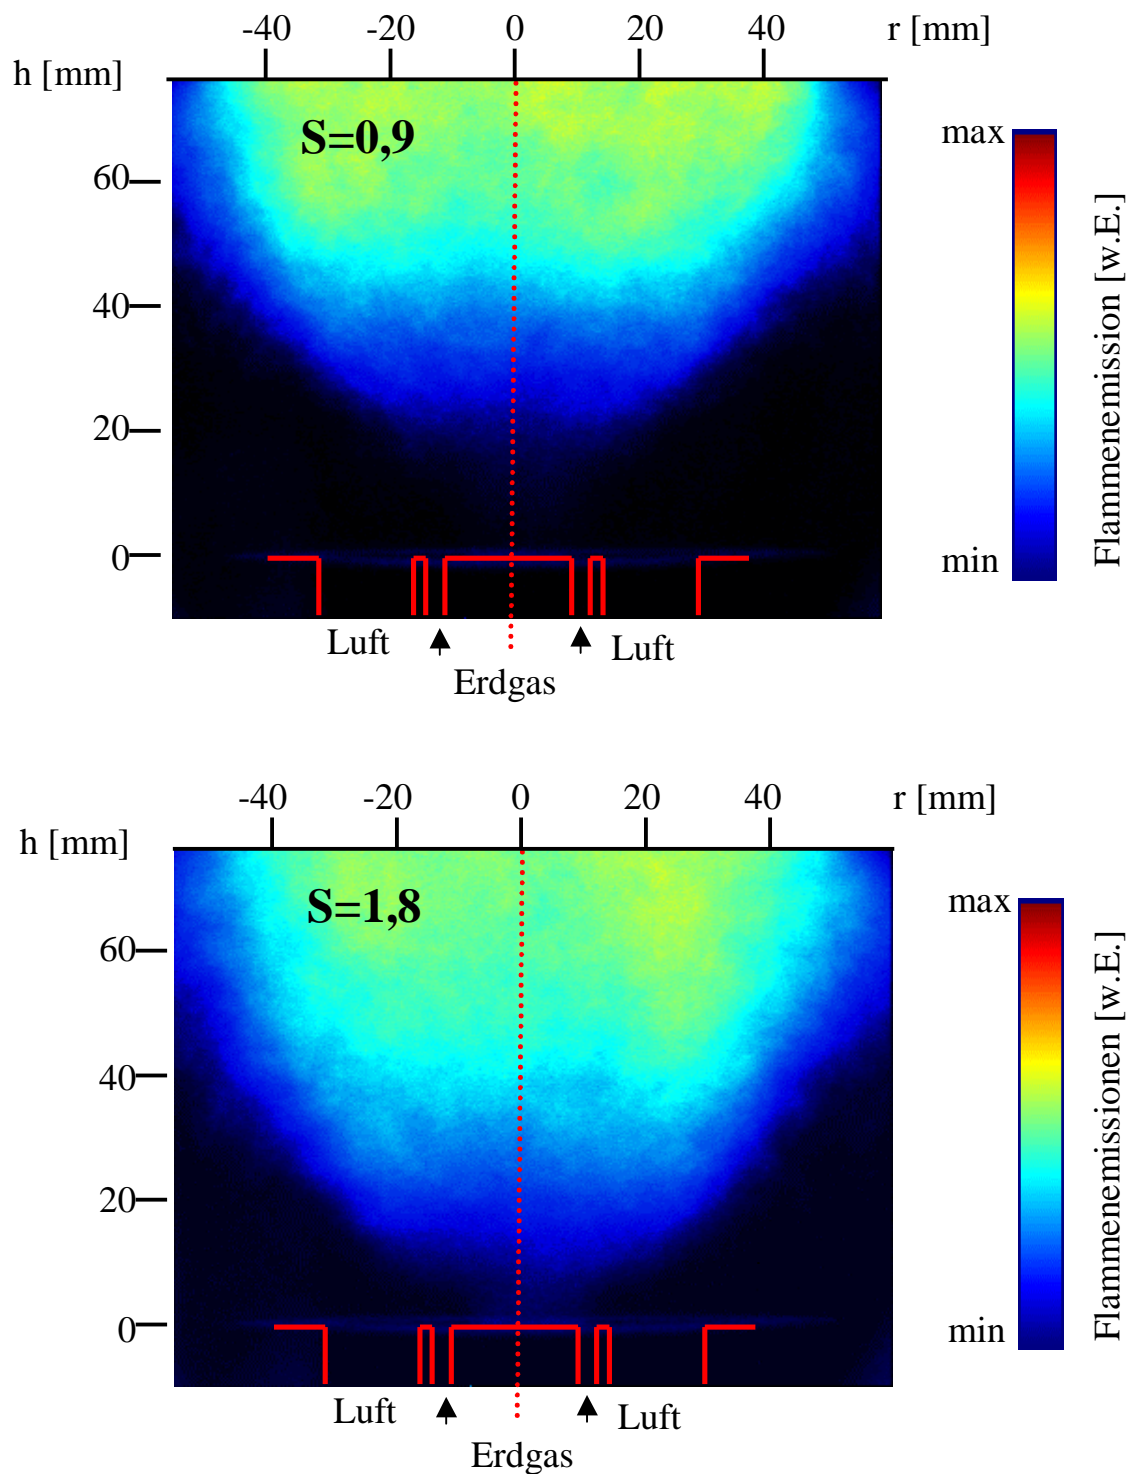 -40 -20 0 20 40 r [mm]
h [mm]
S=0,9
max
60
40
20
0
min
Flammenemission [w.E.]
Luft Luft
Erdgas
-40 -20 0 20 40 r [mm]
h [mm]
S=1,8
max
60
40
20
0
min
Flammenemissionen [w.E.]
Luft Luft
Erdgas